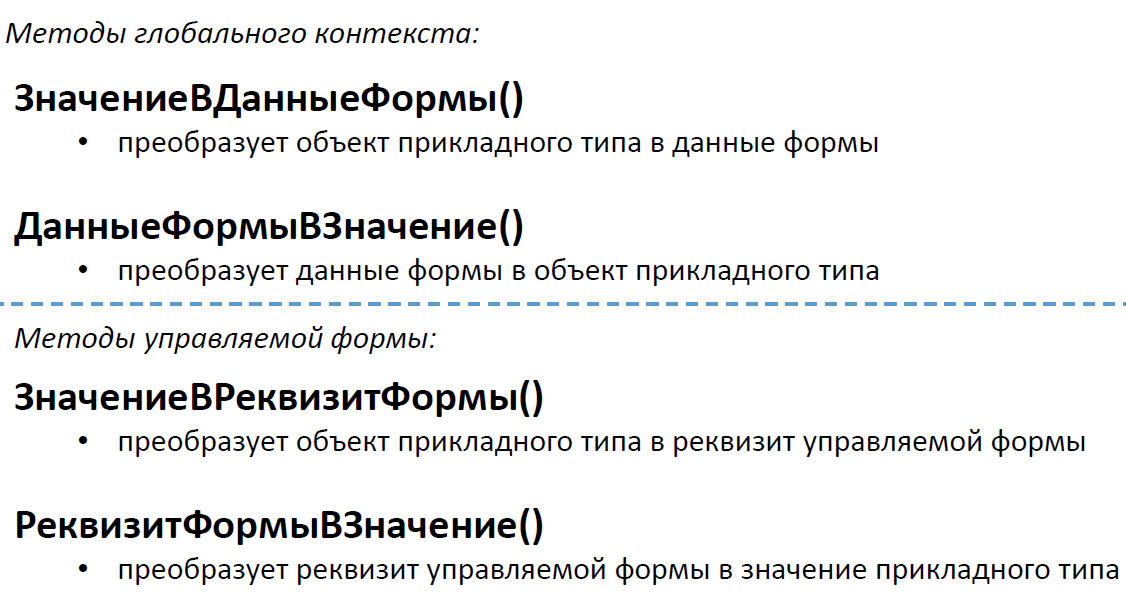 Методы глобального контекста:
ЗначениеВДанныеФормы()
• преобразует объект прикладного типа в данные формы
ДанныеФормыВЗначение()
• преобразует данные формы в объект прикладного типа
Методы управляемой формы:
ЗначениеВРеквизитФормы()
• преобразует объект прикладного типа в реквизит управляемой формы
РеквизитФормыВЗначение()
• преобразует реквизит управляемой формы в значение прикладного типа